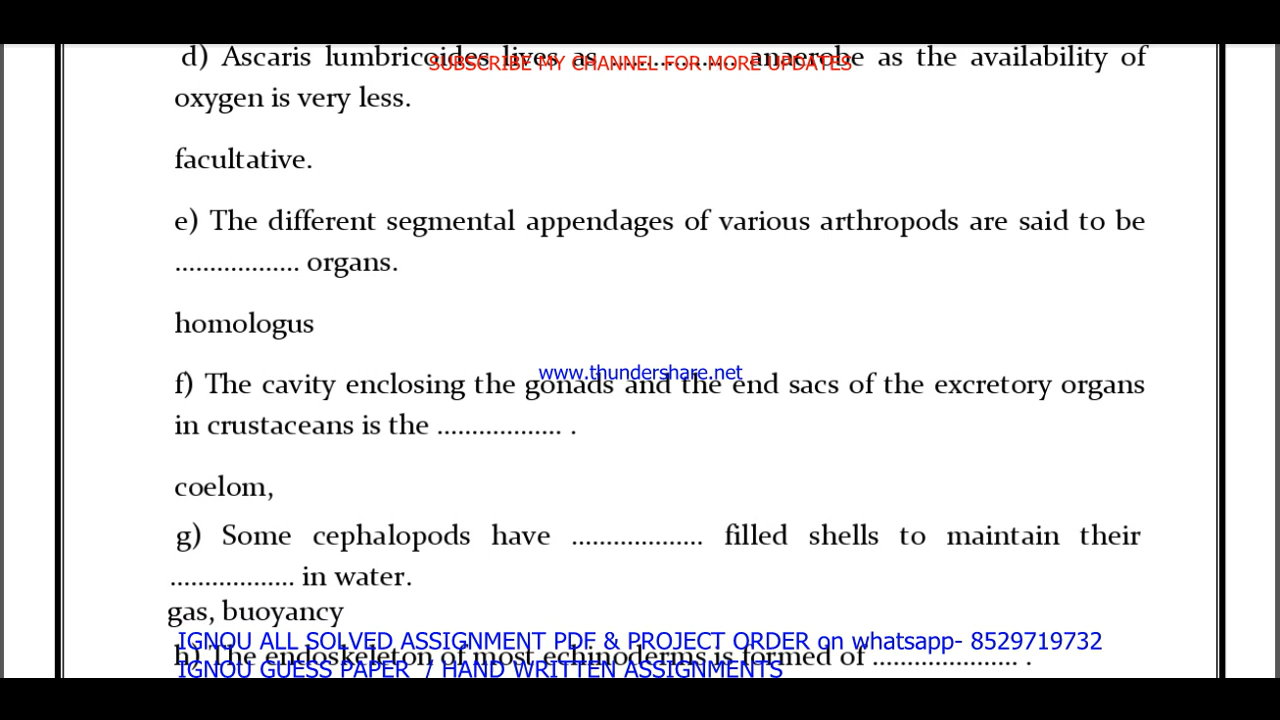 d) Ascaris lumbricoides lives as .................. anaerobe as the availability of
SUBSCRIBE MY CHANNEL FOR MORE UPDATES
oxygen is very less.
facultative.
e) The different segmental appendages of various arthropods are said to be
.................. organs.
homologus
www.thundershare.net
f) The cavity enclosing the gonads and the end sacs of the excretory organs
in crustaceans is the .................. .
coelom,
g) Some cephalopods have ................... filled shells to maintain their
.................. in water.
gas, buoyancy
IGNOU ALL SOLVED ASSIGNMENT PDF & PROJECT ORDER on whatsapp- 8529719732
h) The endoskeleton of most echinoderms is formed of ..................... .
IGNOU GUESS PAPER / HAND WRITTEN ASSIGNMENTS